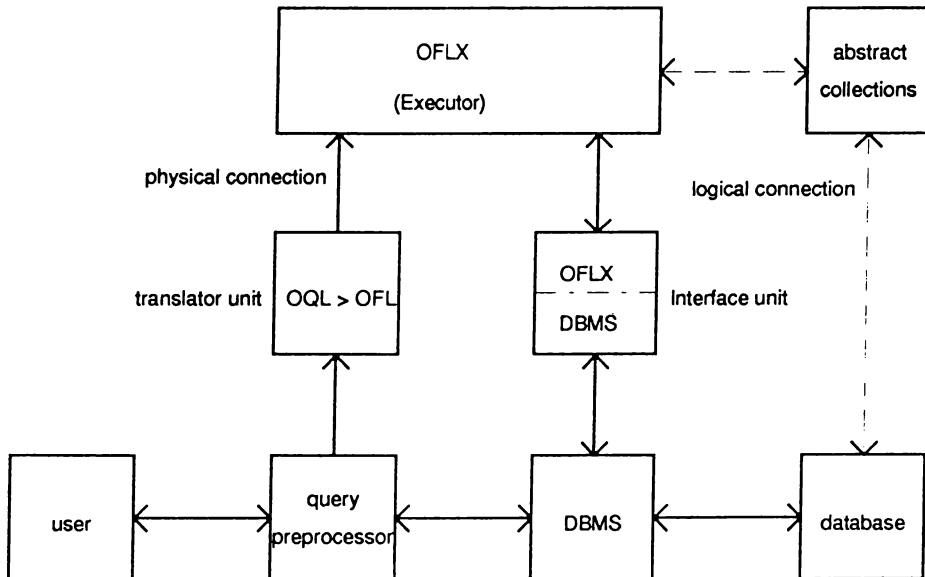 OFLX
(Executor)
abstract
collections
physical connection
logical connection
translator unit
OQL > OFL
OFLX
DBMS
Interface unit
user
query
preprocessor
DBMS
database